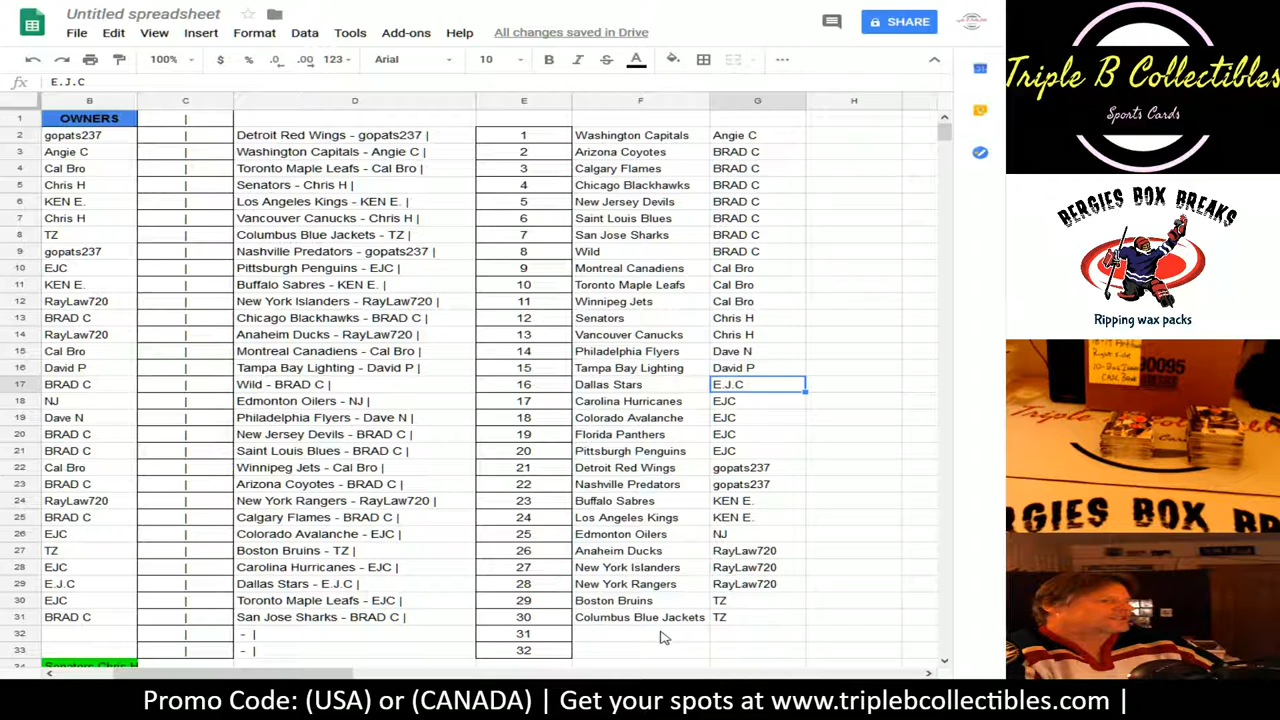 Untitled spreadsheet
File Edit View Insert Format Data Tools Add-ons Help All changes saved in Drive
SHARE
100% $ % .0 .00 123 Arial 10 B I S A
fx E.J.C
B C D E F G H
1 OWNERS |
2 gopats237 | Detroit Red Wings - gopats237 | 1 Washington Capitals Angie C
3 Angie C | Washington Capitals - Angie C | 2 Arizona Coyotes BRAD C
4 Cal Bro | Toronto Maple Leafs - Cal Bro | 3 Calgary Flames BRAD C
5 Chris H | Senators - Chris H | 4 Chicago Blackhawks BRAD C
6 KEN E. | Los Angeles Kings - KEN E. | 5 New Jersey Devils BRAD C
7 Chris H | Vancouver Canucks - Chris H | 6 Saint Louis Blues BRAD C
8 TZ | Columbus Blue Jackets - TZ | 7 San Jose Sharks BRAD C
9 gopats237 | Nashville Predators - gopats237 | 8 Wild BRAD C
10 EJC | Pittsburgh Penguins - EJC | 9 Montreal Canadiens Cal Bro
11 KEN E. | Buffalo Sabres - KEN E. | 10 Toronto Maple Leafs Cal Bro
12 RayLaw720 | New York Islanders - RayLaw720 | 11 Winnipeg Jets Cal Bro
13 BRAD C | Chicago Blackhawks - BRAD C | 12 Senators Chris H
14 RayLaw720 | Anaheim Ducks - RayLaw720 | 13 Vancouver Canucks Chris H
15 Cal Bro | Montreal Canadiens - Cal Bro | 14 Philadelphia Flyers Dave N
16 David P | Tampa Bay Lighting - David P | 15 Tampa Bay Lighting David P
17 BRAD C | Wild - BRAD C | 16 Dallas Stars E.J.C
18 NJ | Edmonton Oilers - NJ | 17 Carolina Hurricanes EJC
19 Dave N | Philadelphia Flyers - Dave N | 18 Colorado Avalanche EJC
20 BRAD C | New Jersey Devils - BRAD C | 19 Florida Panthers EJC
21 BRAD C | Saint Louis Blues - BRAD C | 20 Pittsburgh Penguins EJC
22 Cal Bro | Winnipeg Jets - Cal Bro | 21 Detroit Red Wings gopats237
23 BRAD C | Arizona Coyotes - BRAD C | 22 Nashville Predators gopats237
24 RayLaw720 | New York Rangers - RayLaw720 | 23 Buffalo Sabres KEN E.
25 BRAD C | Calgary Flames - BRAD C | 24 Los Angeles Kings KEN E.
26 EJC | Colorado Avalanche - EJC | 25 Edmonton Oilers NJ
27 TZ | Boston Bruins - TZ | 26 Anaheim Ducks RayLaw720
28 EJC | Carolina Hurricanes - EJC | 27 New York Islanders RayLaw720
29 E.J.C | Dallas Stars - E.J.C | 28 New York Rangers RayLaw720
30 EJC | Toronto Maple Leafs - EJC | 29 Boston Bruins TZ
31 BRAD C | San Jose Sharks - BRAD C | 30 Columbus Blue Jackets TZ
32 | - | 31
33 | - | 32
Senators Chris H
Triple B Collectibles
Sports Cards
BERGIES BOX BREAKS
Ripping wax packs
90095
Promo Code: (USA) or (CANADA) | Get your spots at www.triplebcollectibles.com |